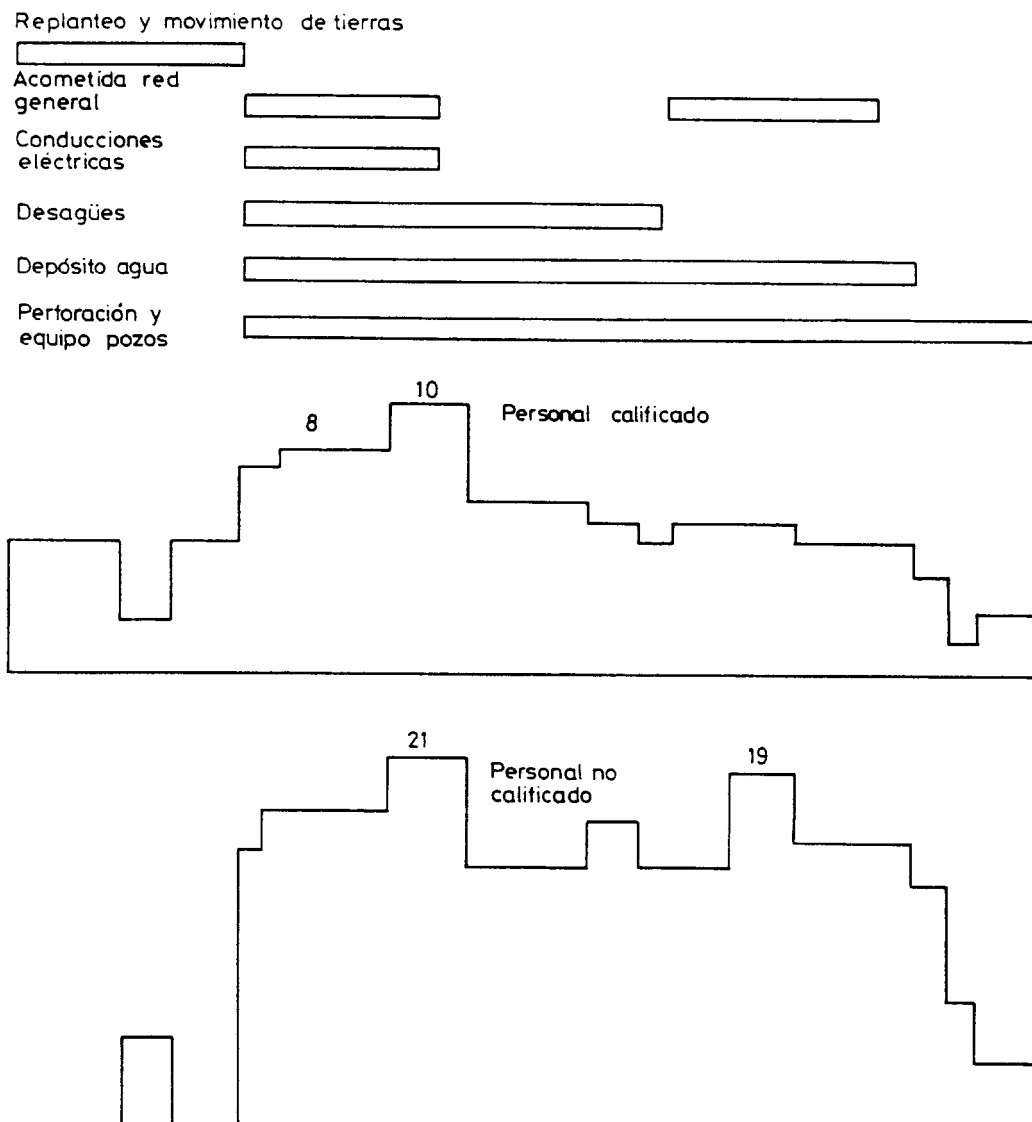 Replanteo y movimiento de tierras
Acometida red
general
Conducciones
eléctricas
Desagües
Depósito agua
Perforación y
equipo pozos
10
8
Personal calificado
21
19
Personal no
calificado